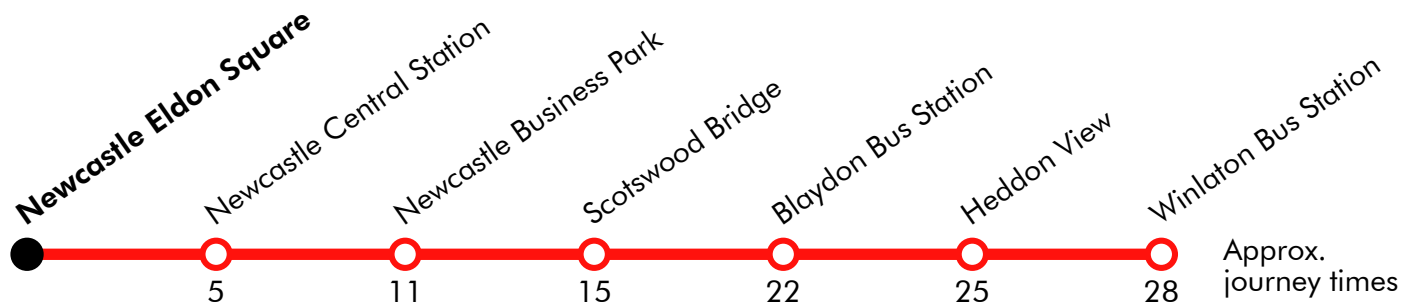 Newcastle Eldon Square
Newcastle Central Station
Newcastle Business Park
Scotswood Bridge
Blaydon Bus Station
Heddon View
Winlaton Bus Station
Approx.
journey times
5
11
15
22
25
28